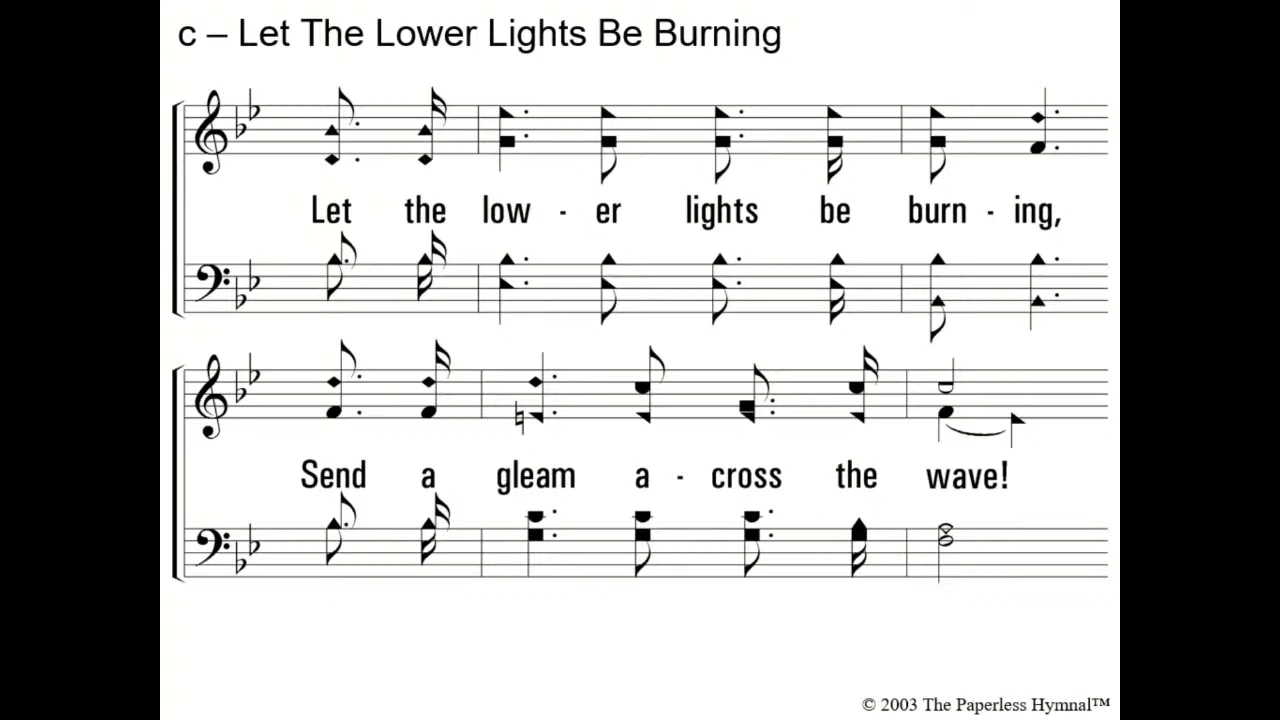 c – Let The Lower Lights Be Burning
Let the low - er lights be burn - ing,
Send a gleam a - cross the wave!
© 2003 The Paperless Hymnal™